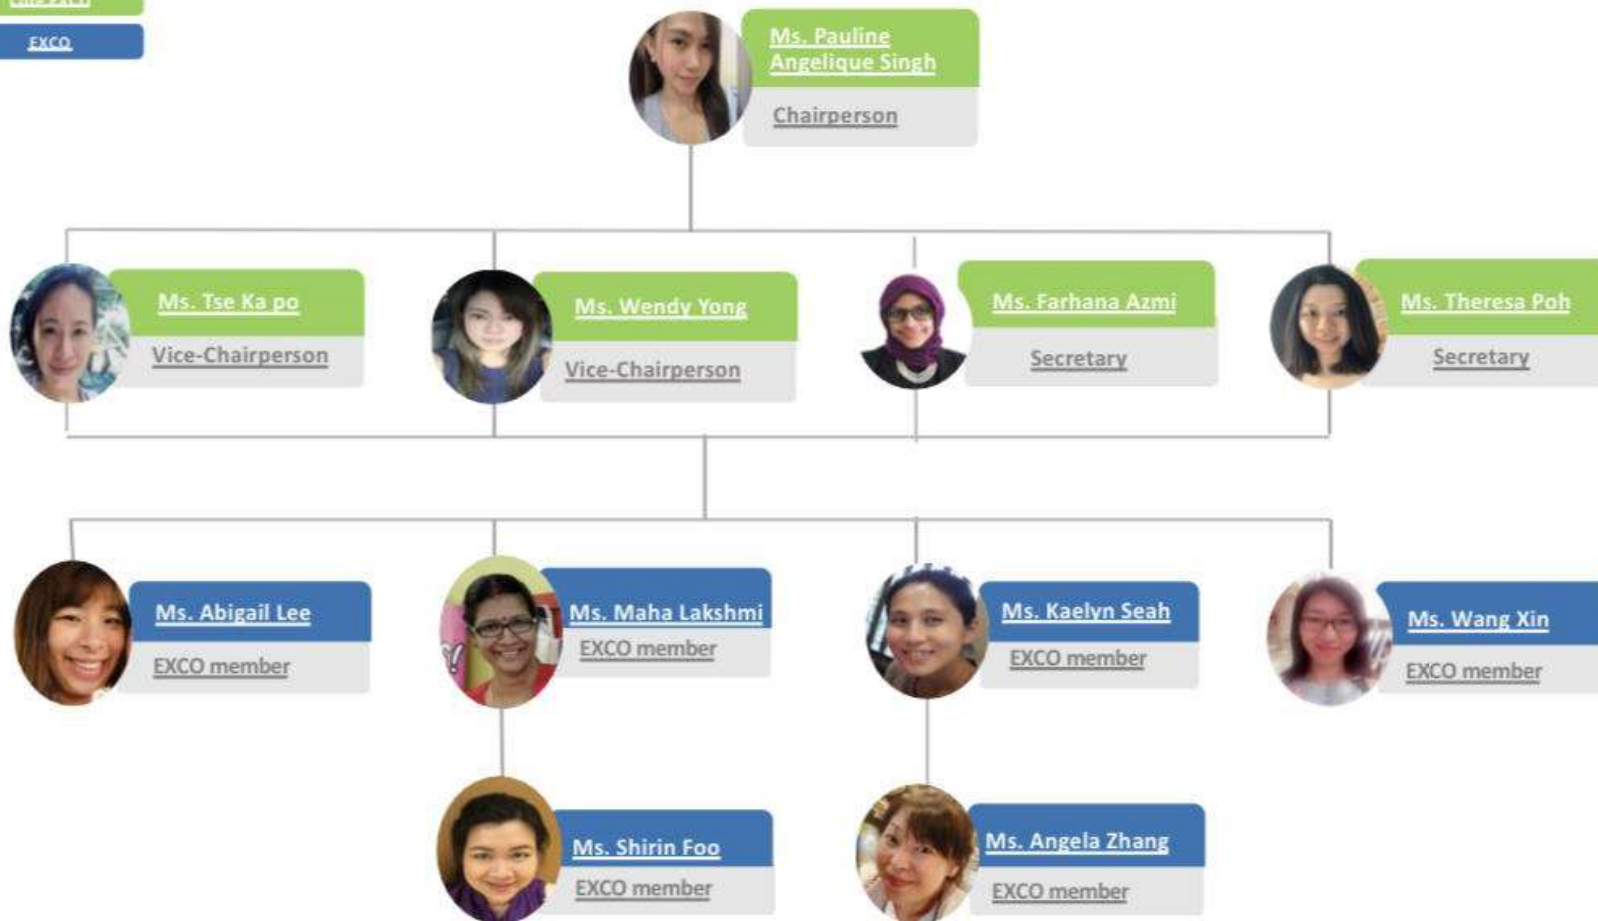 EXCO
Ms. Pauline
Angelique Singh
Chairperson
Ms. Tse Ka po
Vice-Chairperson
Ms. Wendy Yong
Vice-Chairperson
Ms. Farhana Azmi
Secretary
Ms. Theresa Poh
Secretary
Ms. Abigail Lee
EXCO member
Ms. Maha Lakshmi
EXCO member
Ms. Kaelyn Seah
EXCO member
Ms. Wang Xin
EXCO member
Ms. Shirin Foo
EXCO member
Ms. Angela Zhang
EXCO member